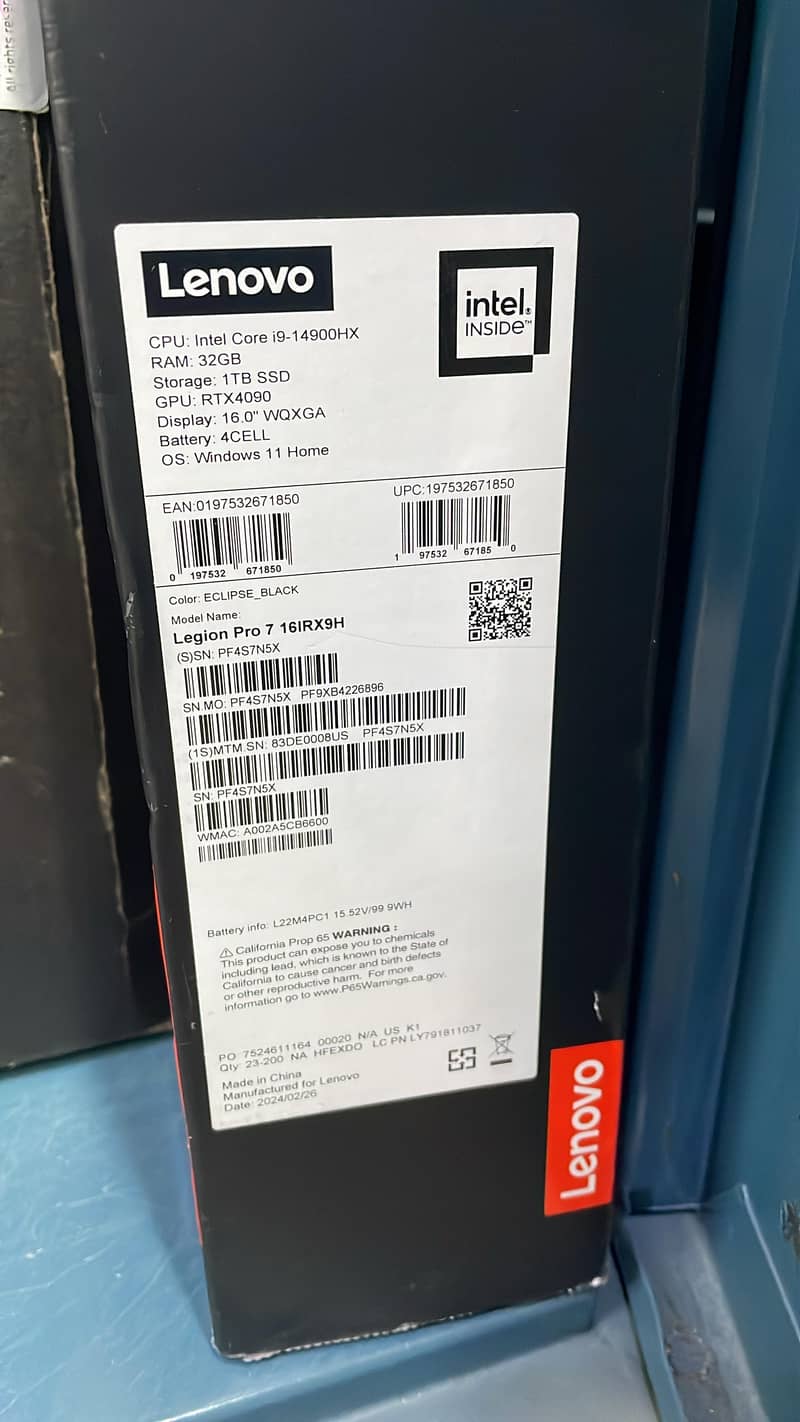 All rights reser
Lenovo
intel.
INSIDE™
CPU: Intel Core i9-14900HX
RAM: 32GB
Storage: 1TB SSD
GPU: RTX4090
Display: 16.0" WQXGA
Battery: 4CELL
OS: Windows 11 Home
EAN:0197532671850
UPC:197532671850
0 197532 671850
1 97532 67185 0
Color: ECLIPSE_BLACK
Model Name:
Legion Pro 7 16IRX9H
(S)SN: PF4S7N5X
SN.MO: PF4S7N5X PF9XB4226896
(1S)MTM.SN: 83DE0008US PF4S7N5X
SN: PF4S7N5X
WMAC: A002A5CB6600
Battery info: L22M4PC1 15.52V/99.9WH
⚠ California Prop 65 WARNING :
This product can expose you to chemicals
including lead, which is known to the State of
California to cause cancer and birth defects
or other reproductive harm. For more
information go to www.P65Warnings.ca.gov.
PO 7524611164 00020 N/A US K1
Qty: 23-200 NA HFEXDO LC PN LY791811037
Made in China
Manufactured for Lenovo
Date: 2024/02/26
Lenovo